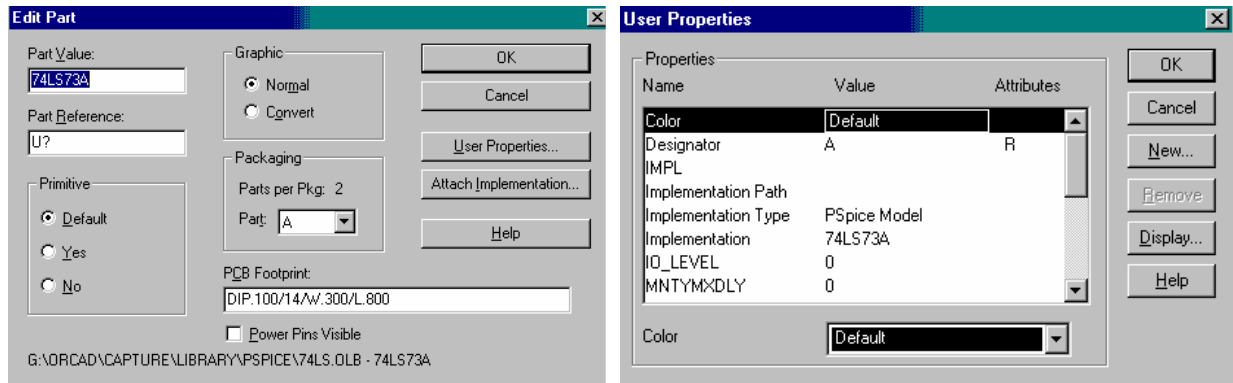 Edit Part
Part Value:
74LS73A
Part Reference:
U?
Primitive
Default
Yes
No
Graphic
Normal
Convert
Packaging
Parts per Pkg: 2
Part: A
PCB Footprint:
DIP.100/14/W.300/L.800
Power Pins Visible
G:\ORCAD\CAPTURE\LIBRARY\PSPICE\74LS.OLB - 74LS73A
OK
Cancel
User Properties...
Attach Implementation...
Help
User Properties
Properties
Name Value Attributes
Color Default
Designator A R
IMPL
Implementation Path
Implementation Type PSpice Model
Implementation 74LS73A
IO_LEVEL 0
MNTYMXDLY 0
Color Default
OK
Cancel
New...
Remove
Display...
Help